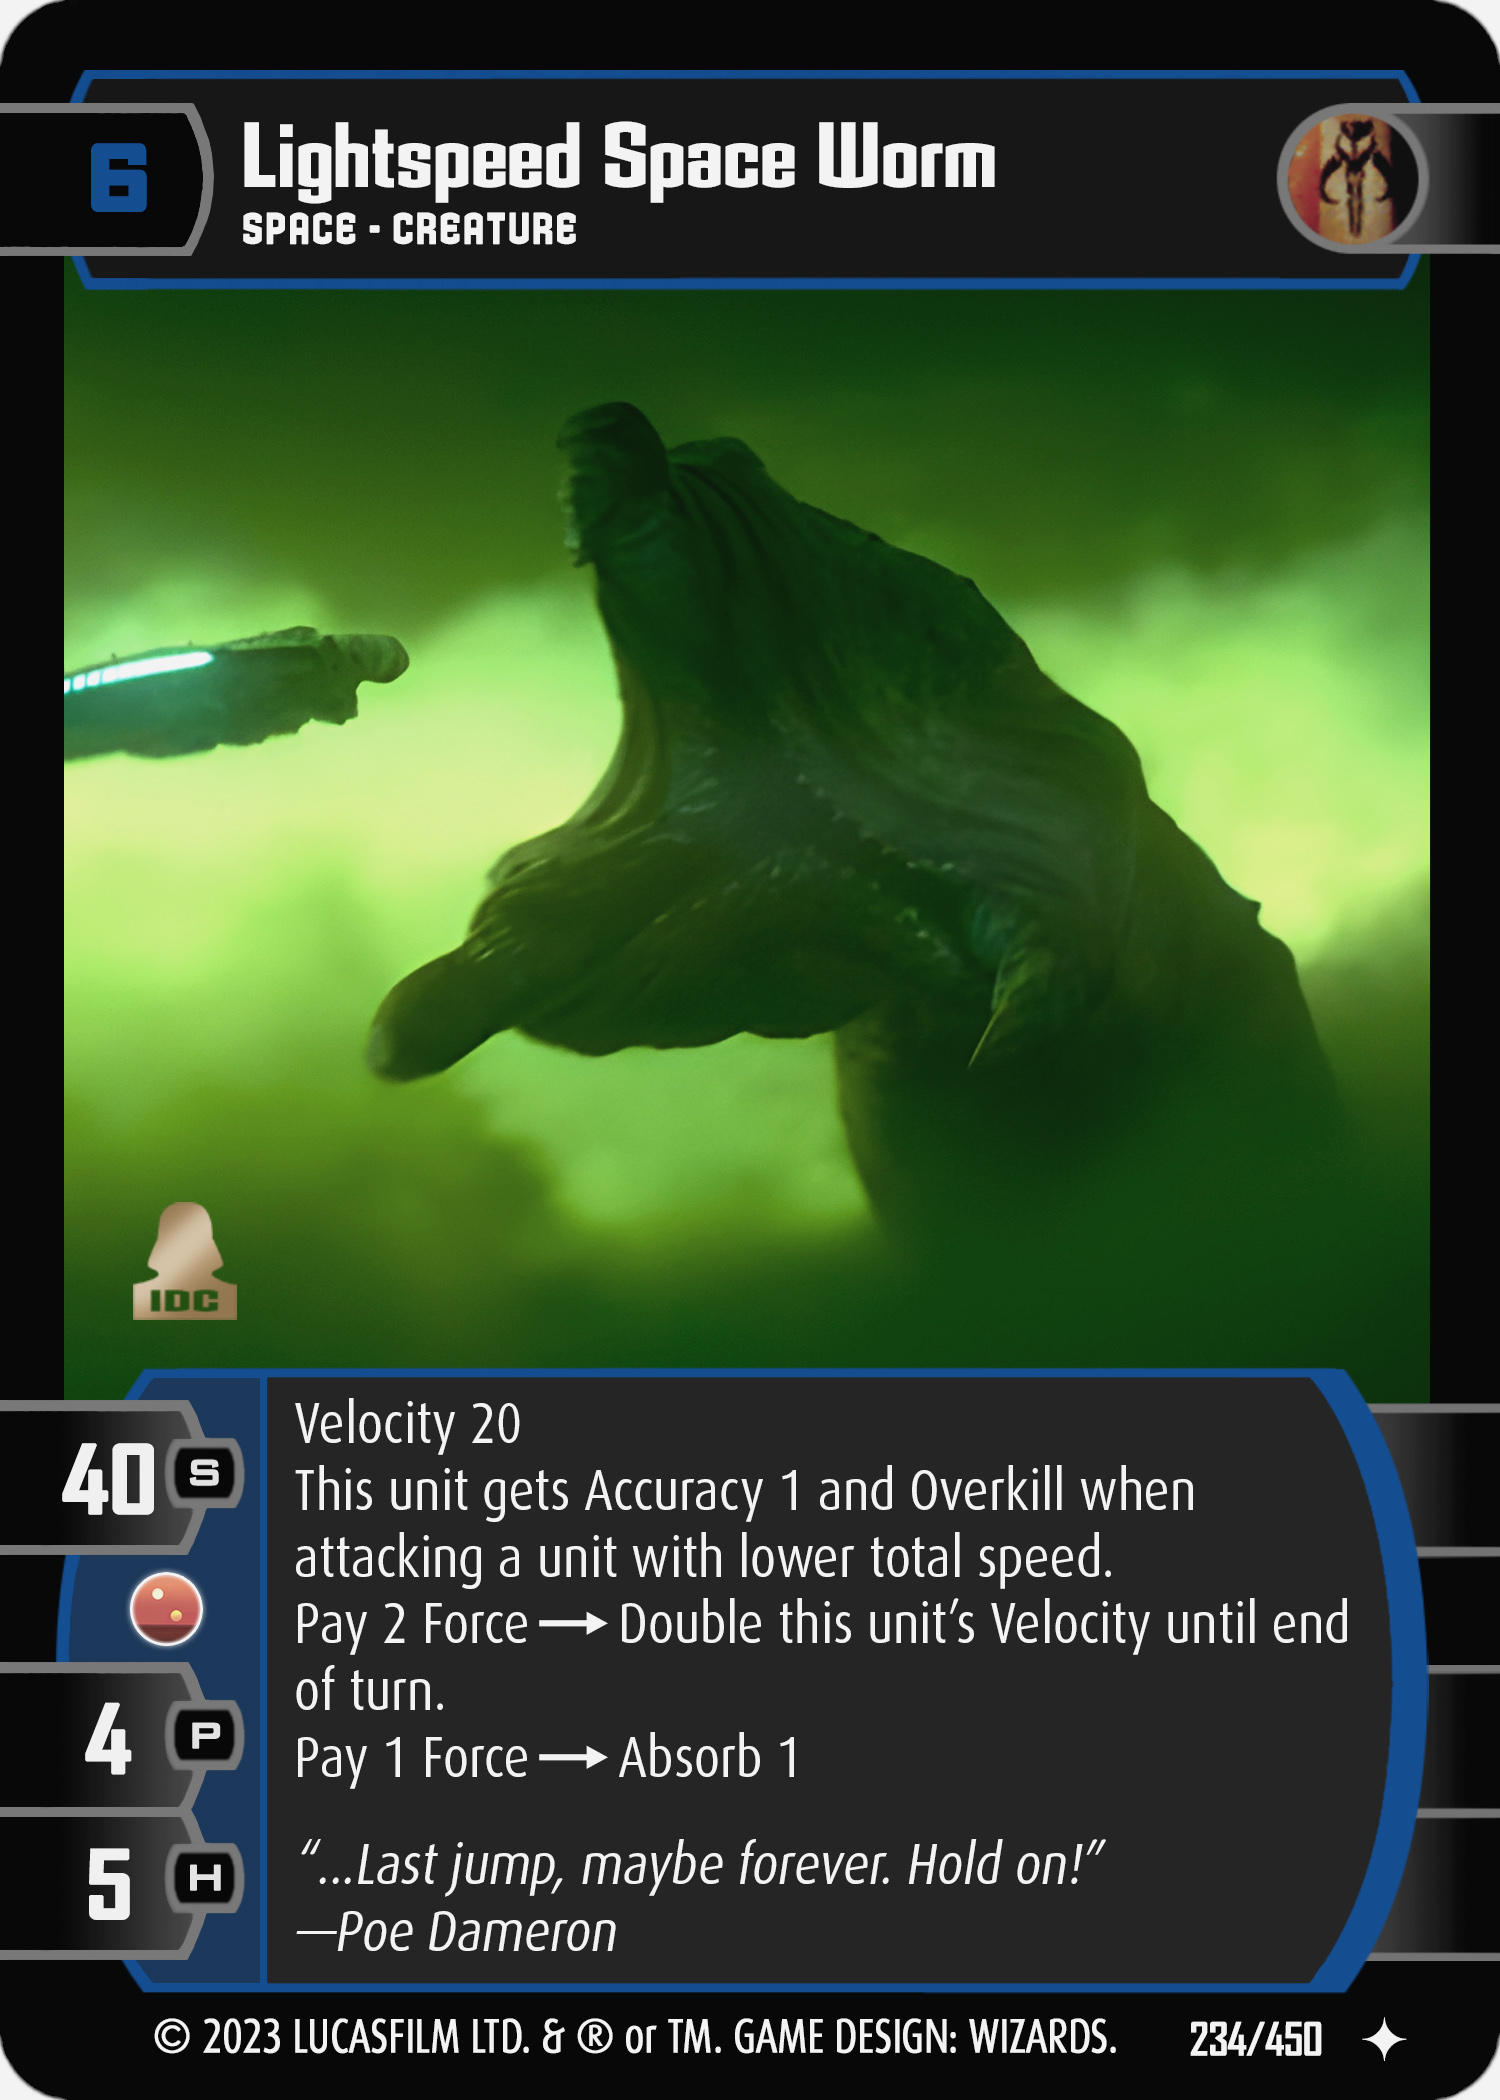 6
Lightspeed Space Worm
SPACE - CREATURE
IDC
40 S
4 P
5 H
Velocity 20
This unit gets Accuracy 1 and Overkill when
attacking a unit with lower total speed.
Pay 2 Force → Double this unit's Velocity until end
of turn.
Pay 1 Force → Absorb 1
“...Last jump, maybe forever. Hold on!”
—Poe Dameron
© 2023 LUCASFILM LTD. & ® or TM. GAME DESIGN: WIZARDS. 234/450